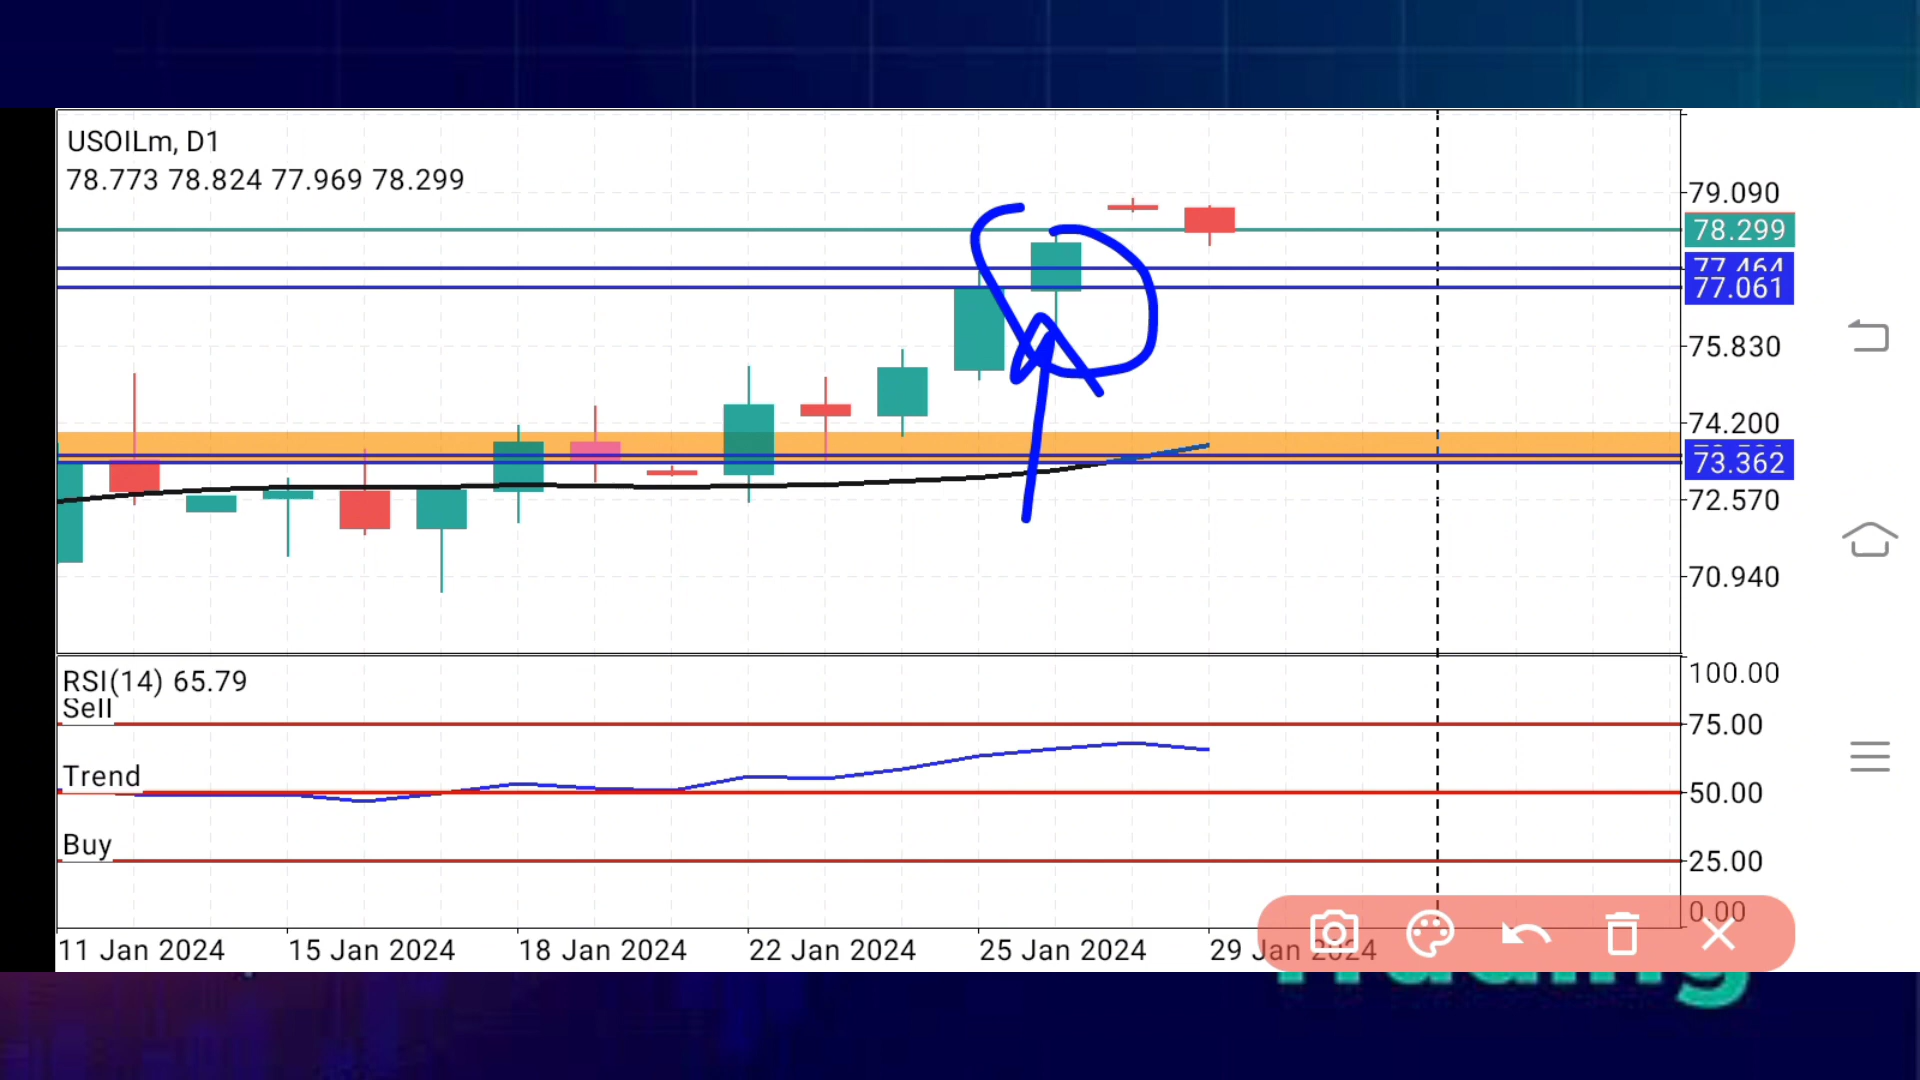 USOILm, D1
78.773 78.824 77.969 78.299
79.090
78.299
77.464
77.061
75.830
74.200
73.362
72.570
70.940
RSI(14) 65.79
Sell
Trend
Buy
100.00
75.00
50.00
25.00
0.00
11 Jan 2024
15 Jan 2024
18 Jan 2024
22 Jan 2024
25 Jan 2024
29 Jan 2024